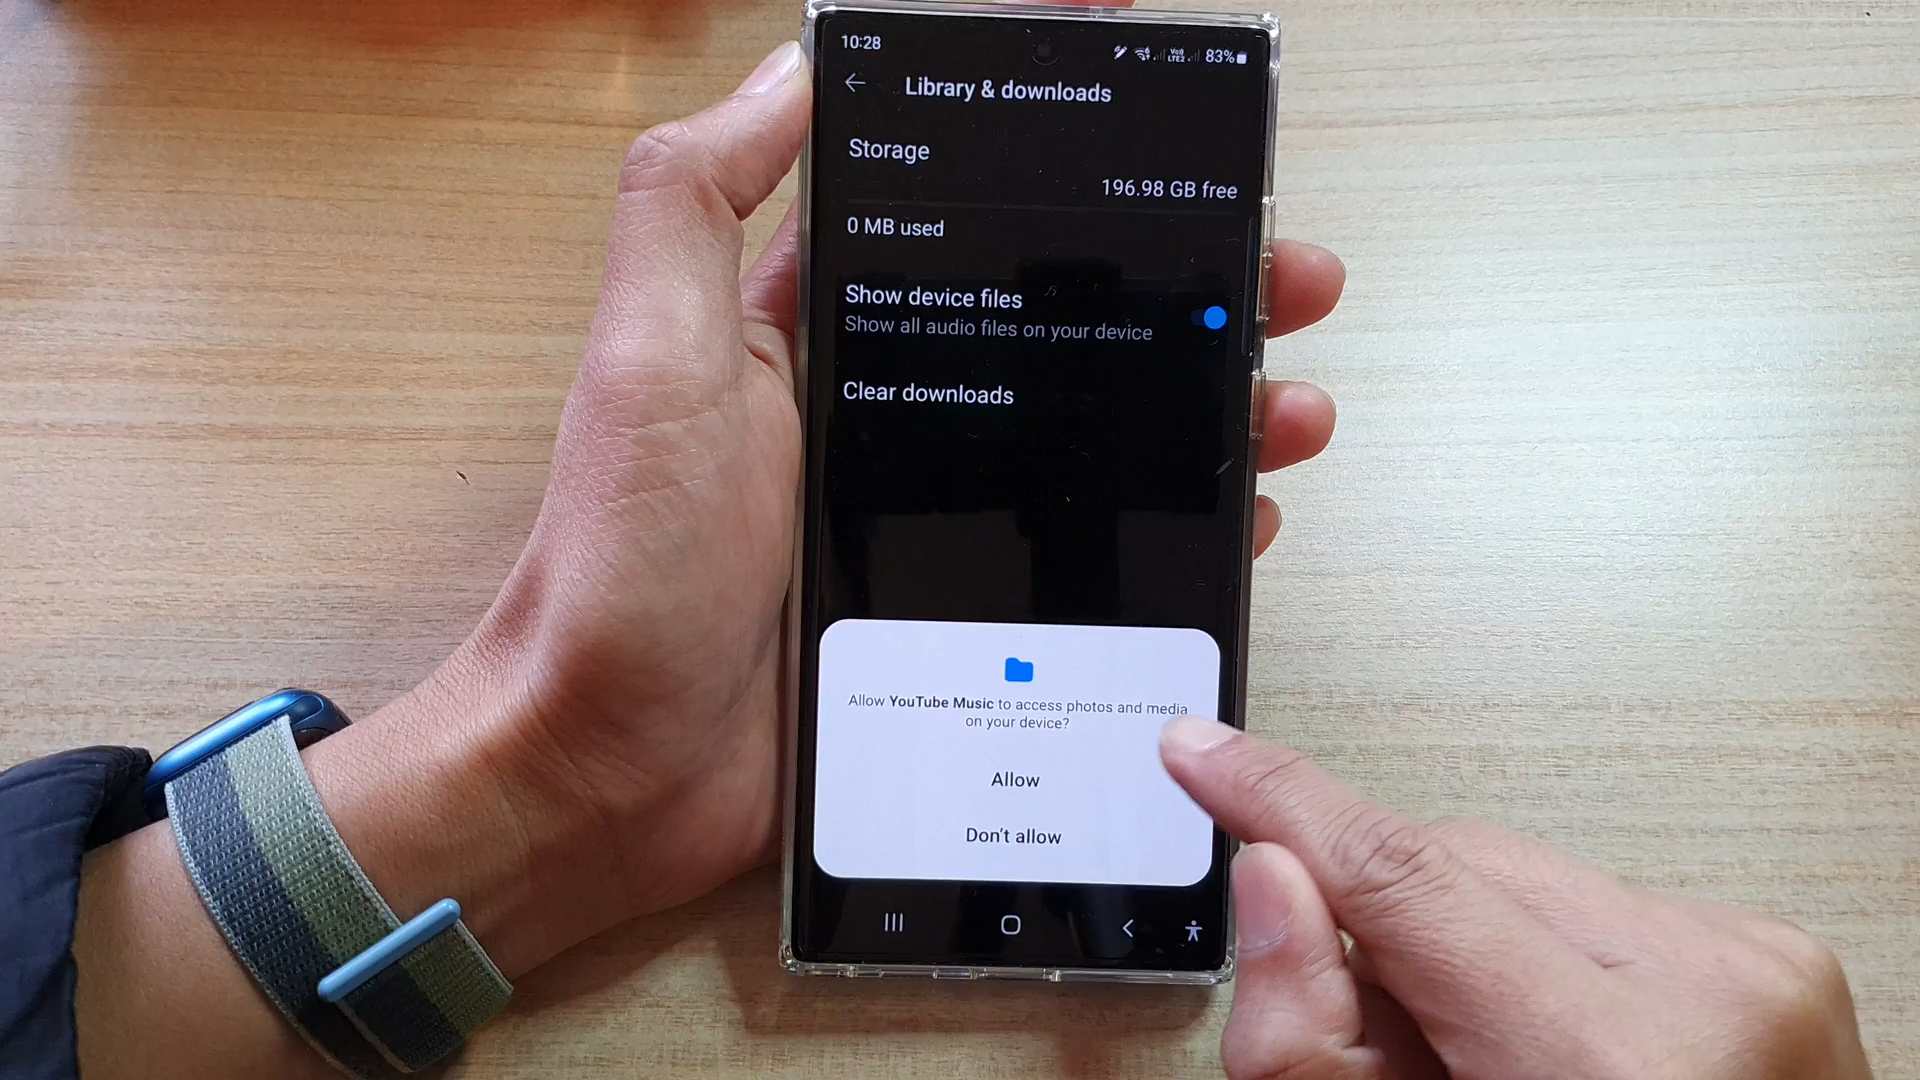 10:28
Vo))
LTE2
83%
Library & downloads
Storage
196.98 GB free
0 MB used
Show device files
Show all audio files on your device
Clear downloads
Allow YouTube Music to access photos and media
on your device?
Allow
Don't allow